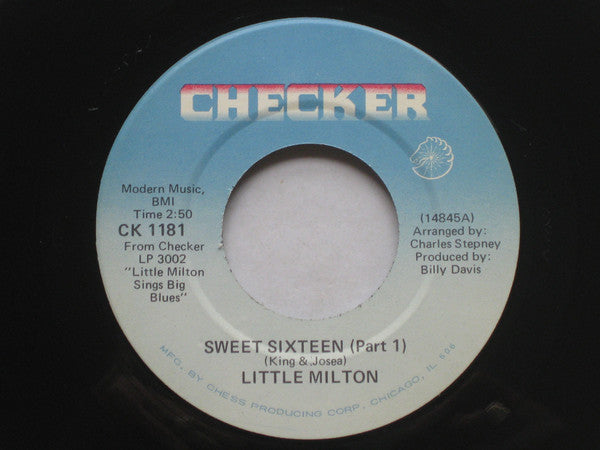 CHECKER
Modern Music,
BMI
Time 2:50
CK 1181
From Checker
LP 3002
"Little Milton
Sings Big
Blues"
(14845A)
Arranged by:
Charles Stepney
Produced by:
Billy Davis
SWEET SIXTEEN (Part 1)
(King & Josea)
LITTLE MILTON
MFG. BY CHESS PRODUCING CORP. CHICAGO, IL 606